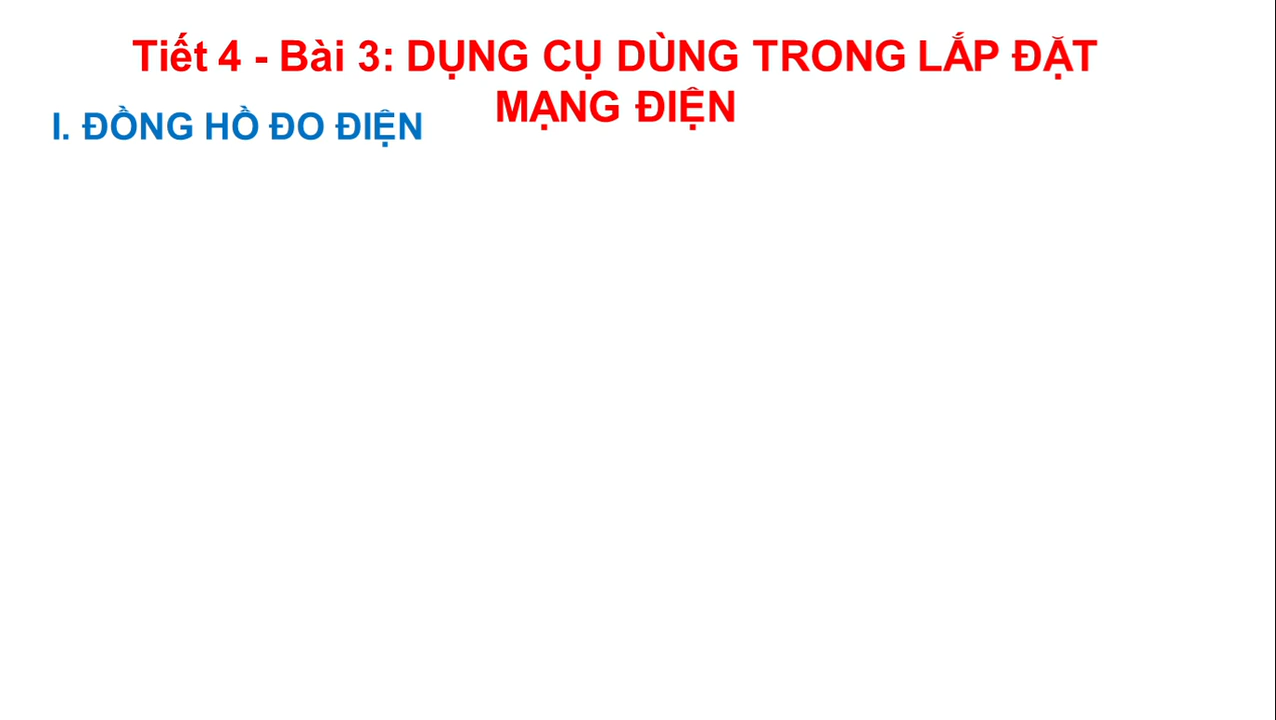 Tiết 4 - Bài 3: DỤNG CỤ DÙNG TRONG LẮP ĐẶT
MẠNG ĐIỆN
I. ĐỒNG HỒ ĐO ĐIỆN